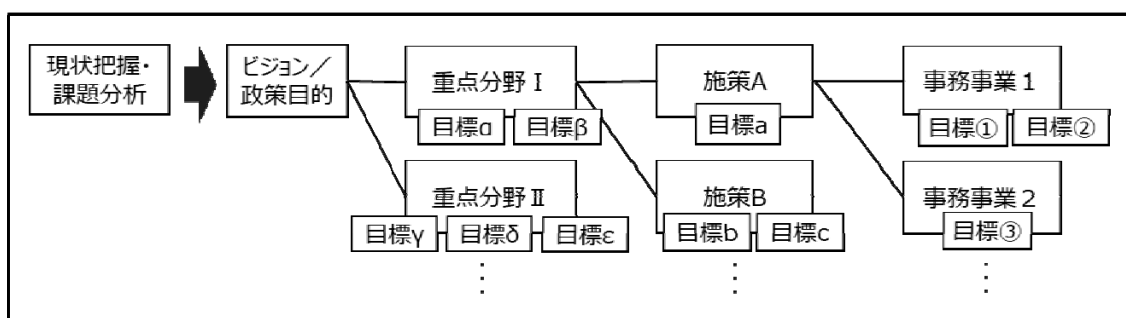 現状把握・
課題分析
ビジョン／
政策目的
重点分野Ⅰ
目標α
目標β
施策A
目標a
事務事業１
目標①
目標②
重点分野Ⅱ
目標γ
目標δ
目標ε
⋮
施策B
目標b
目標c
⋮
事務事業２
目標③
⋮